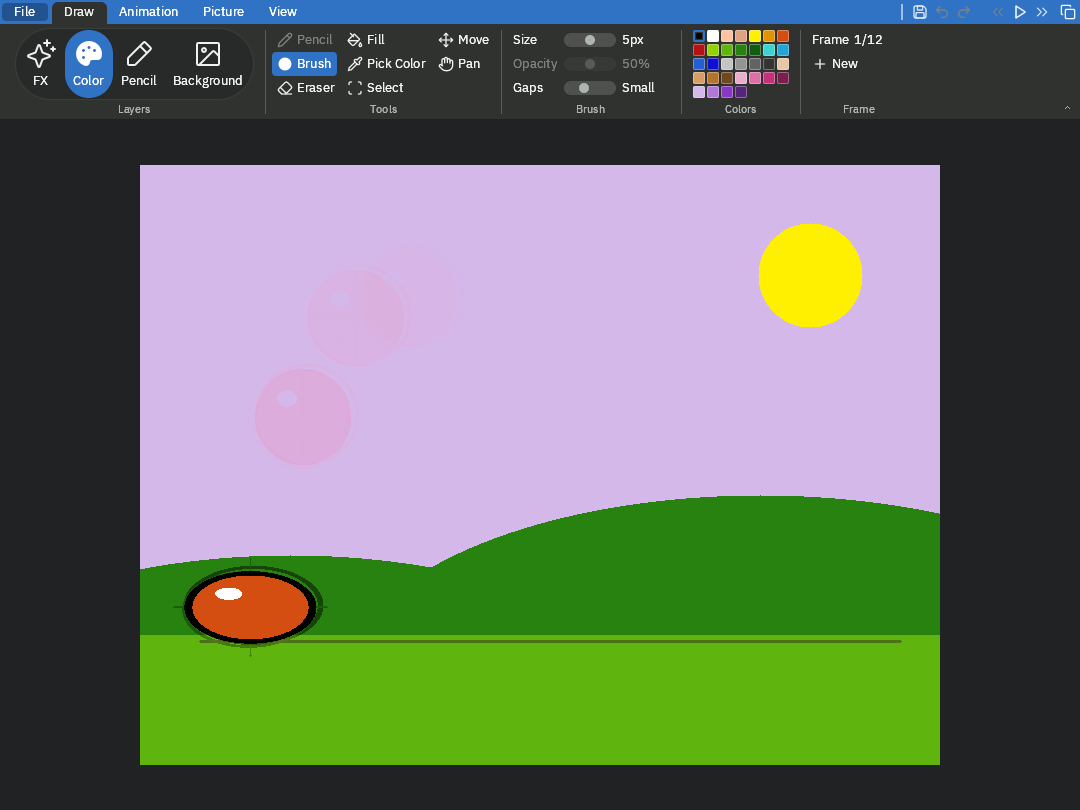 File Draw Animation Picture View
FX Color Pencil Background
Layers
Pencil Fill Move
Brush Pick Color Pan
Eraser Select
Tools
Size 5px
Opacity 50%
Gaps Small
Brush
Colors
Frame 1/12
New
Frame